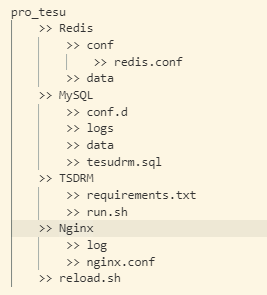 pro_tesu
>> Redis
>> conf
>> redis.conf
>> data
>> MySQL
>> conf.d
>> logs
>> data
>> tesudrm.sql
>> TSDRM
>> requirements.txt
>> run.sh
>> Nginx
>> log
>> nginx.conf
>> reload.sh